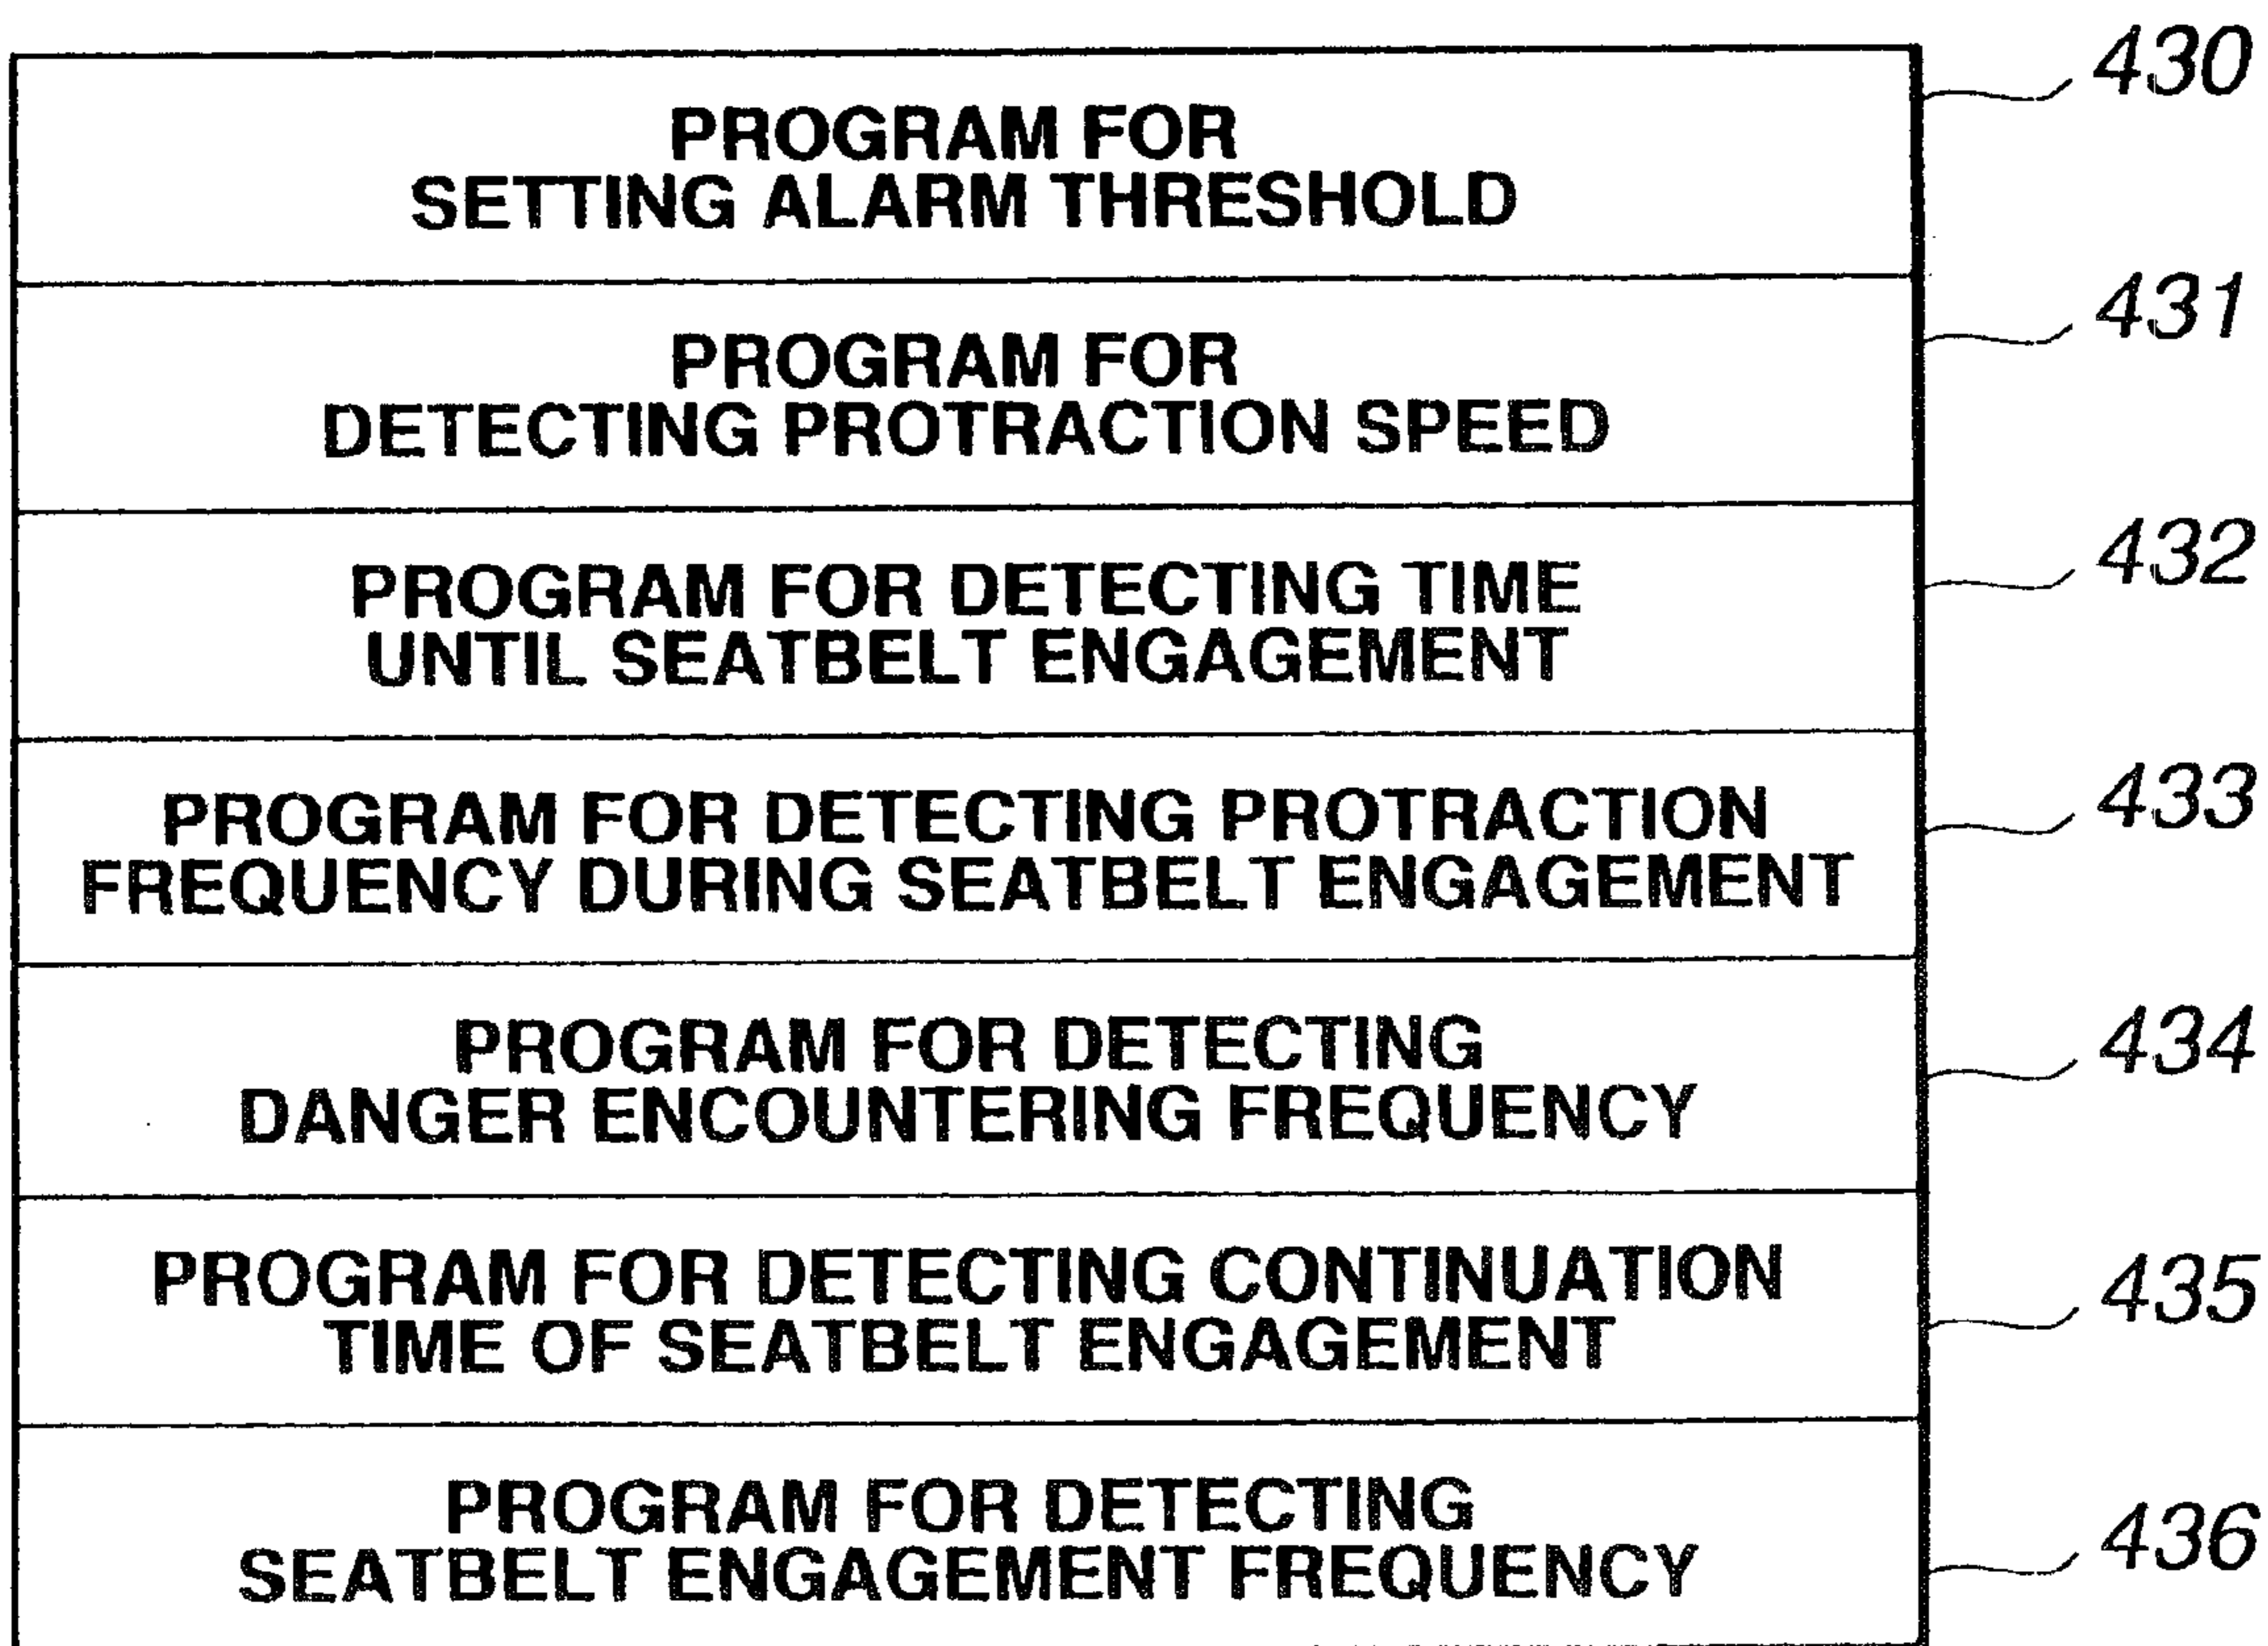 430
PROGRAM FOR
SETTING ALARM THRESHOLD
431
PROGRAM FOR
DETECTING PROTRACTION SPEED
432
PROGRAM FOR DETECTING TIME
UNTIL SEATBELT ENGAGEMENT
433
PROGRAM FOR DETECTING PROTRACTION
FREQUENCY DURING SEATBELT ENGAGEMENT
434
PROGRAM FOR DETECTING
DANGER ENCOUNTERING FREQUENCY
435
PROGRAM FOR DETECTING CONTINUATION
TIME OF SEATBELT ENGAGEMENT
436
PROGRAM FOR DETECTING
SEATBELT ENGAGEMENT FREQUENCY